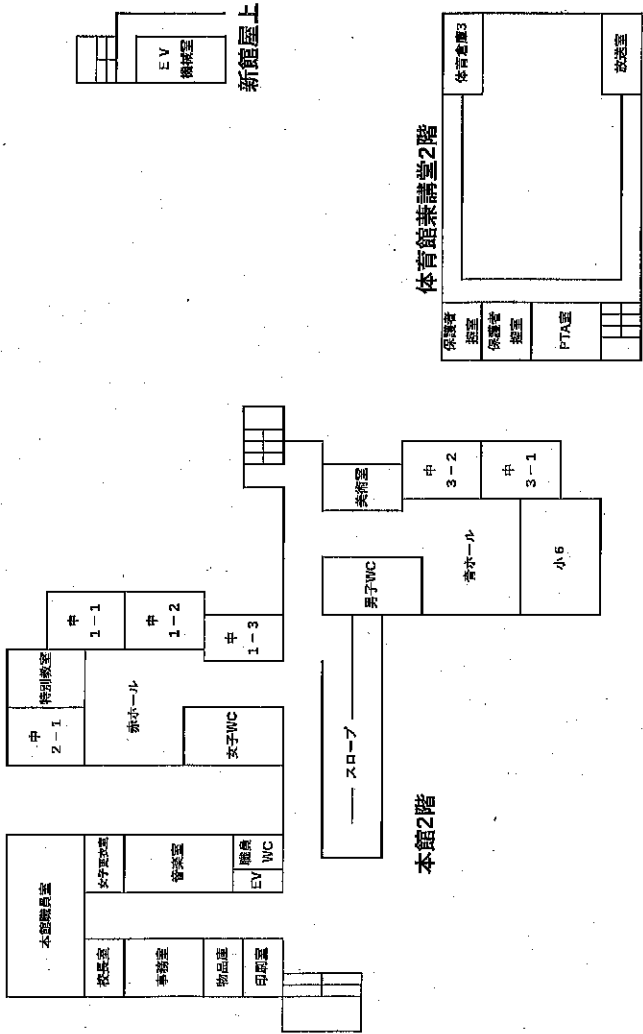 印刷室
物品庫
事務室
校長室
本館職員室
EV
職員
WC
音楽室
女子更衣室
中
2－1
特別教室
赤ホール
女子WC
中
1－1
中
1－2
中
1－3
スロープ
本館2階
男子WC
美術室
青ホール
中
3－2
中
3－1
小6
EV
機械室
新館屋上
体育館兼講堂2階
保護者
控室
保護者
控室
PTA室
体育倉庫3
放送室